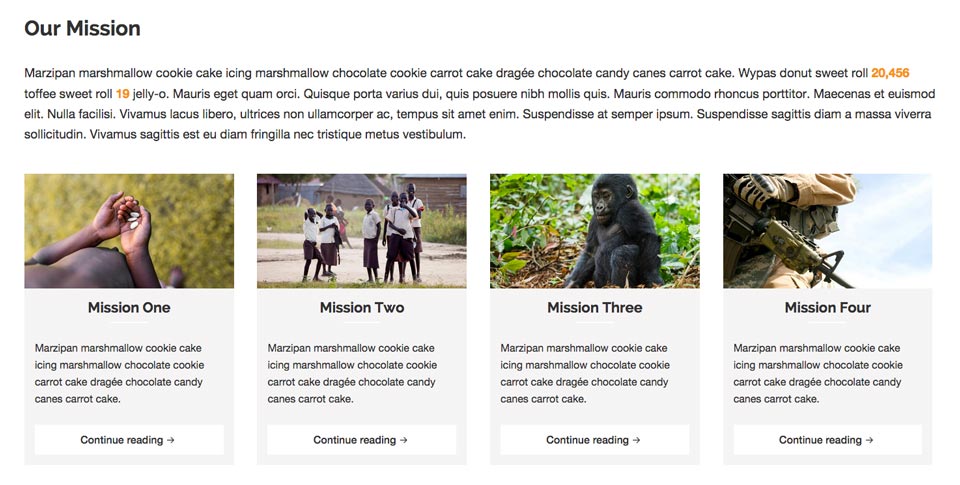 Our Mission
Marzipan marshmallow cookie cake icing marshmallow chocolate cookie carrot cake dragée chocolate candy canes carrot cake. Wypas donut sweet roll 20,456
toffee sweet roll 19 jelly-o. Mauris eget quam orci. Quisque porta varius dui, quis posuere nibh mollis quis. Mauris commodo rhoncus porttitor. Maecenas et euismod
elit. Nulla facilisi. Vivamus lacus libero, ultrices non ullamcorper ac, tempus sit amet enim. Suspendisse at semper ipsum. Suspendisse sagittis diam a massa viverra
sollicitudin. Vivamus sagittis est eu diam fringilla nec tristique metus vestibulum.
Mission One
Marzipan marshmallow cookie cake
icing marshmallow chocolate cookie
carrot cake dragée chocolate candy
canes carrot cake.
Continue reading →
Mission Two
Marzipan marshmallow cookie cake
icing marshmallow chocolate cookie
carrot cake dragée chocolate candy
canes carrot cake.
Continue reading →
Mission Three
Marzipan marshmallow cookie cake
icing marshmallow chocolate cookie
carrot cake dragée chocolate candy
canes carrot cake.
Continue reading →
Mission Four
Marzipan marshmallow cookie cake
icing marshmallow chocolate cookie
carrot cake dragée chocolate candy
canes carrot cake.
Continue reading →